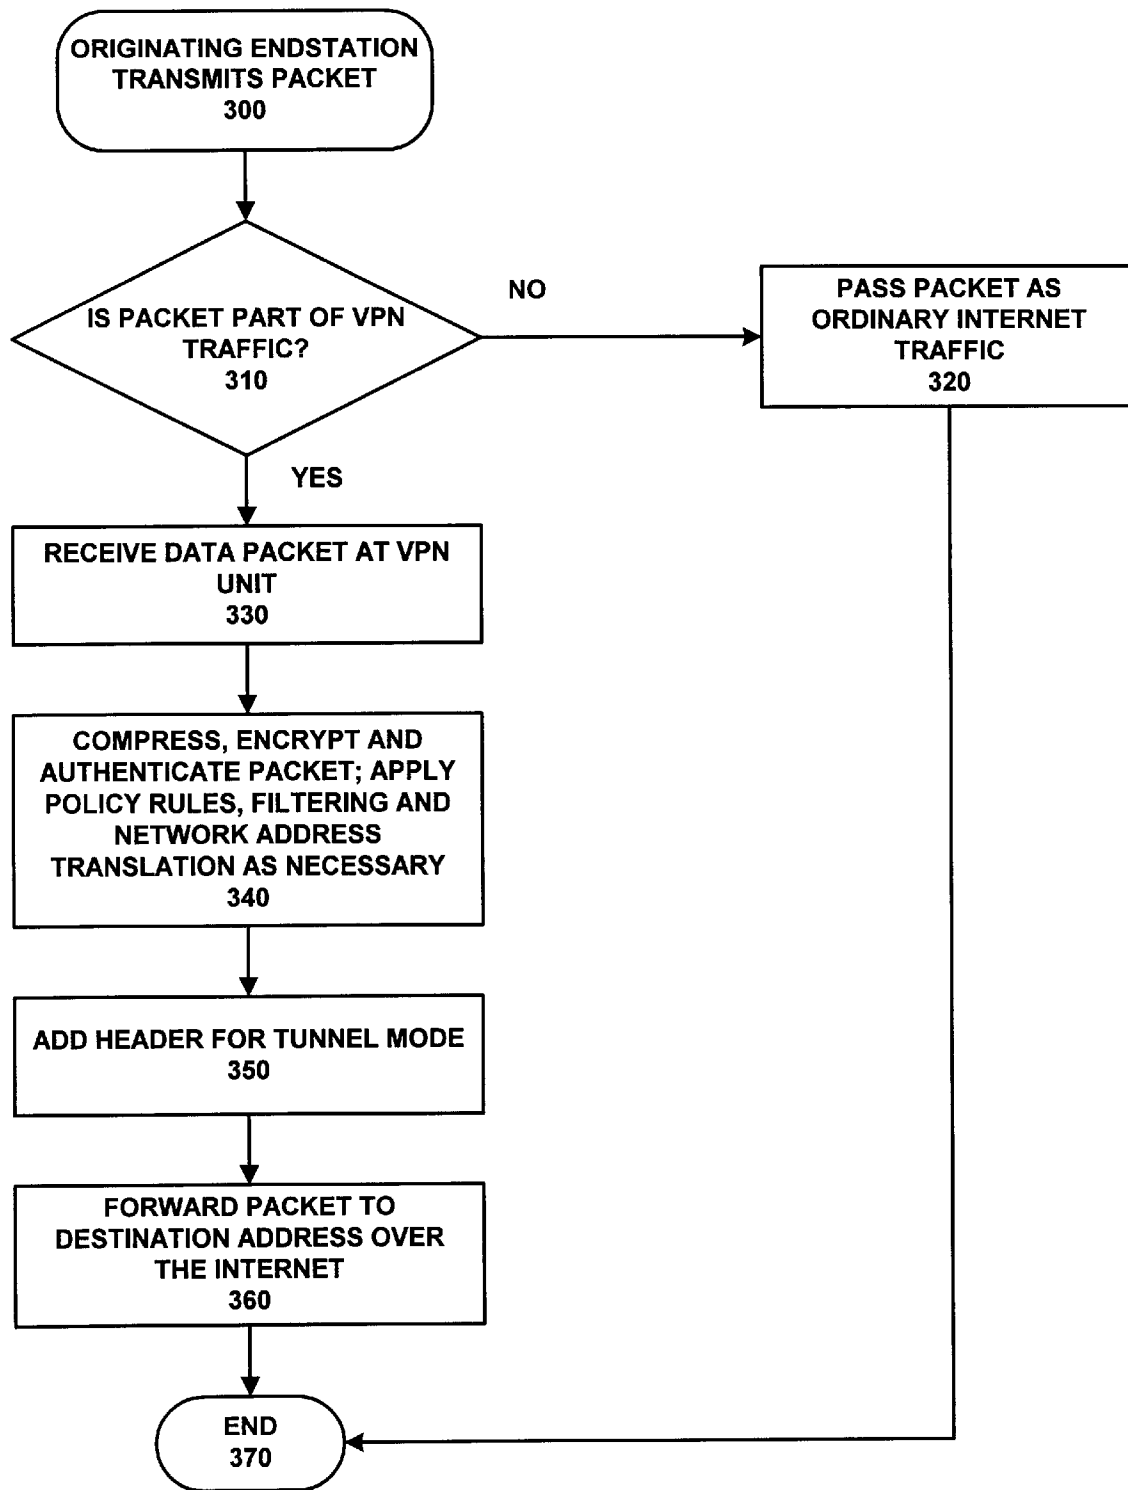 ORIGINATING ENDSTATION
TRANSMITS PACKET
300
IS PACKET PART OF VPN
TRAFFIC?
310
NO
PASS PACKET AS
ORDINARY INTERNET
TRAFFIC
320
YES
RECEIVE DATA PACKET AT VPN
UNIT
330
COMPRESS, ENCRYPT AND
AUTHENTICATE PACKET; APPLY
POLICY RULES, FILTERING AND
NETWORK ADDRESS
TRANSLATION AS NECESSARY
340
ADD HEADER FOR TUNNEL MODE
350
FORWARD PACKET TO
DESTINATION ADDRESS OVER
THE INTERNET
360
END
370